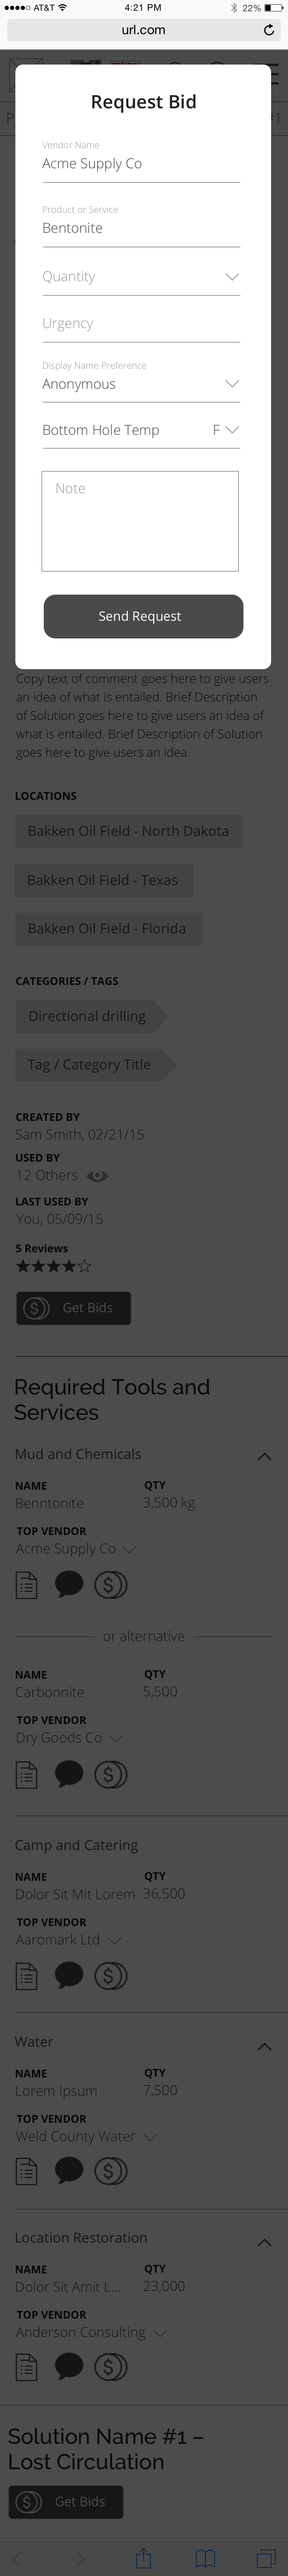 AT&T
4:21 PM
22%
url.com
P
#1
Request Bid
Vendor Name
Acme Supply Co
Product or Service
Bentonite
Quantity
Urgency
Display Name Preference
Anonymous
Bottom Hole Temp F
Note
Send Request
Copy text of comment goes here to give users
an idea of what is entailed. Brief Description
of Solution goes here to give users an idea of
what is entailed. Brief Description of Solution
goes here to give users an idea.
LOCATIONS
Bakken Oil Field - North Dakota
Bakken Oil Field - Texas
Bakken Oil Field - Florida
CATEGORIES / TAGS
Directional drilling
Tag / Category Title
CREATED BY
Sam Smith, 02/21/15
USED BY
12 Others
LAST USED BY
You, 05/09/15
5 Reviews
$ Get Bids
Required Tools and
Services
Mud and Chemicals
NAME QTY
Benntonite 3,500 kg
TOP VENDOR
Acme Supply Co
$
or alternative
NAME QTY
Carbonnite 5,500
TOP VENDOR
Dry Goods Co
$
Camp and Catering
NAME QTY
Dolor Sit Mit Lorem 36,500
TOP VENDOR
Aaromark Ltd
$
Water
NAME QTY
Lorem Ipsum 7,500
TOP VENDOR
Weld County Water
$
Location Restoration
NAME QTY
Dolor Sit Amit L... 23,000
TOP VENDOR
Anderson Consulting
$
Solution Name #1 –
Lost Circulation
$ Get Bids